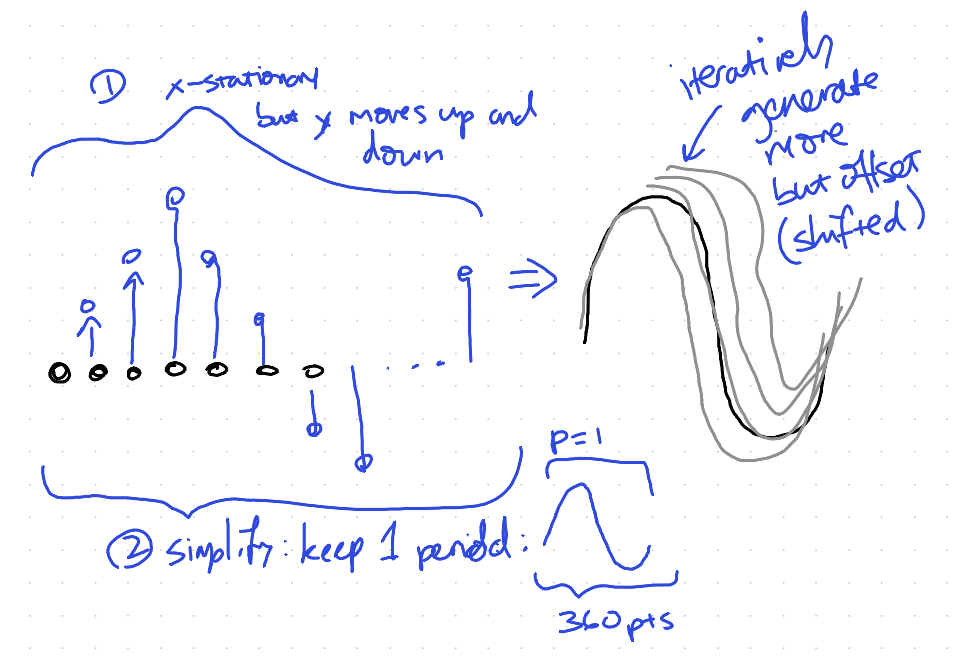 ① x-stationary
but y moves up and
down
iteratively
generate
more
but offset
(shifted)
P=1
② simplify: keep 1 period:
360 pts